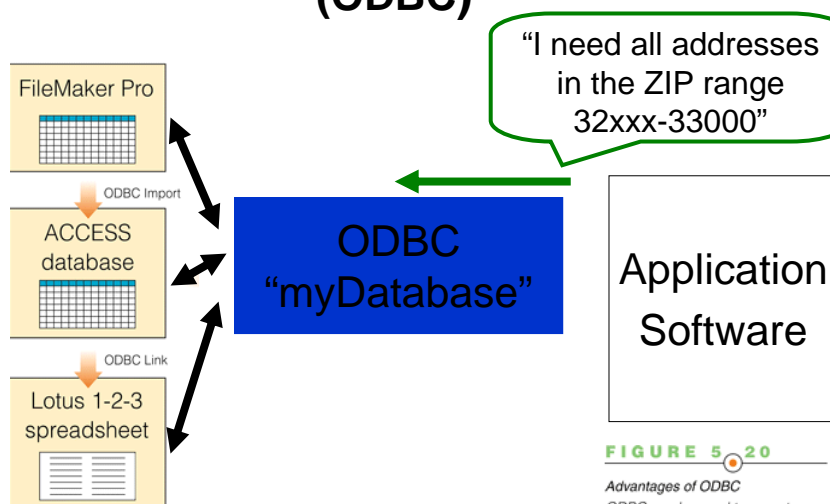 (ODBC)
“I need all addresses
in the ZIP range
32xxx-33000”
FileMaker Pro
ODBC Import
ACCESS
database
ODBC Link
Lotus 1-2-3
spreadsheet
ODBC
“myDatabase”
Application
Software
FIGURE 5 20
Advantages of ODBC